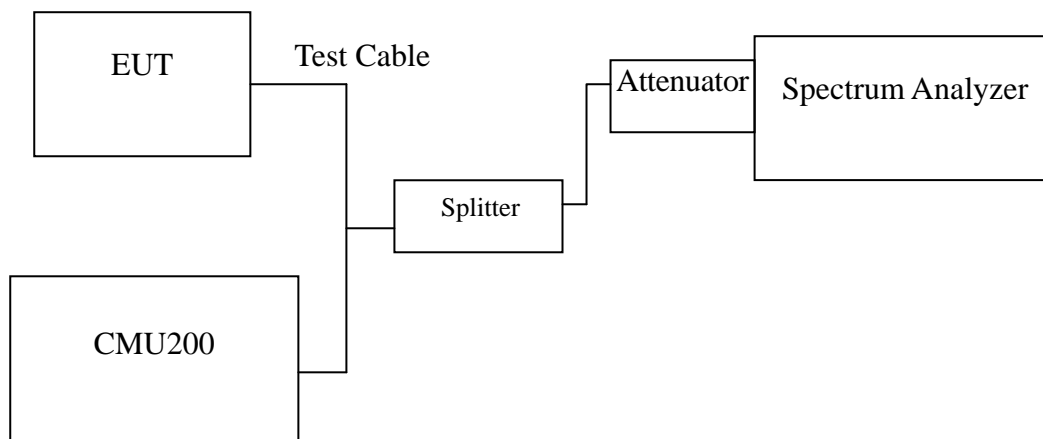 EUT
Test Cable
Attenuator
Spectrum Analyzer
Splitter
CMU200